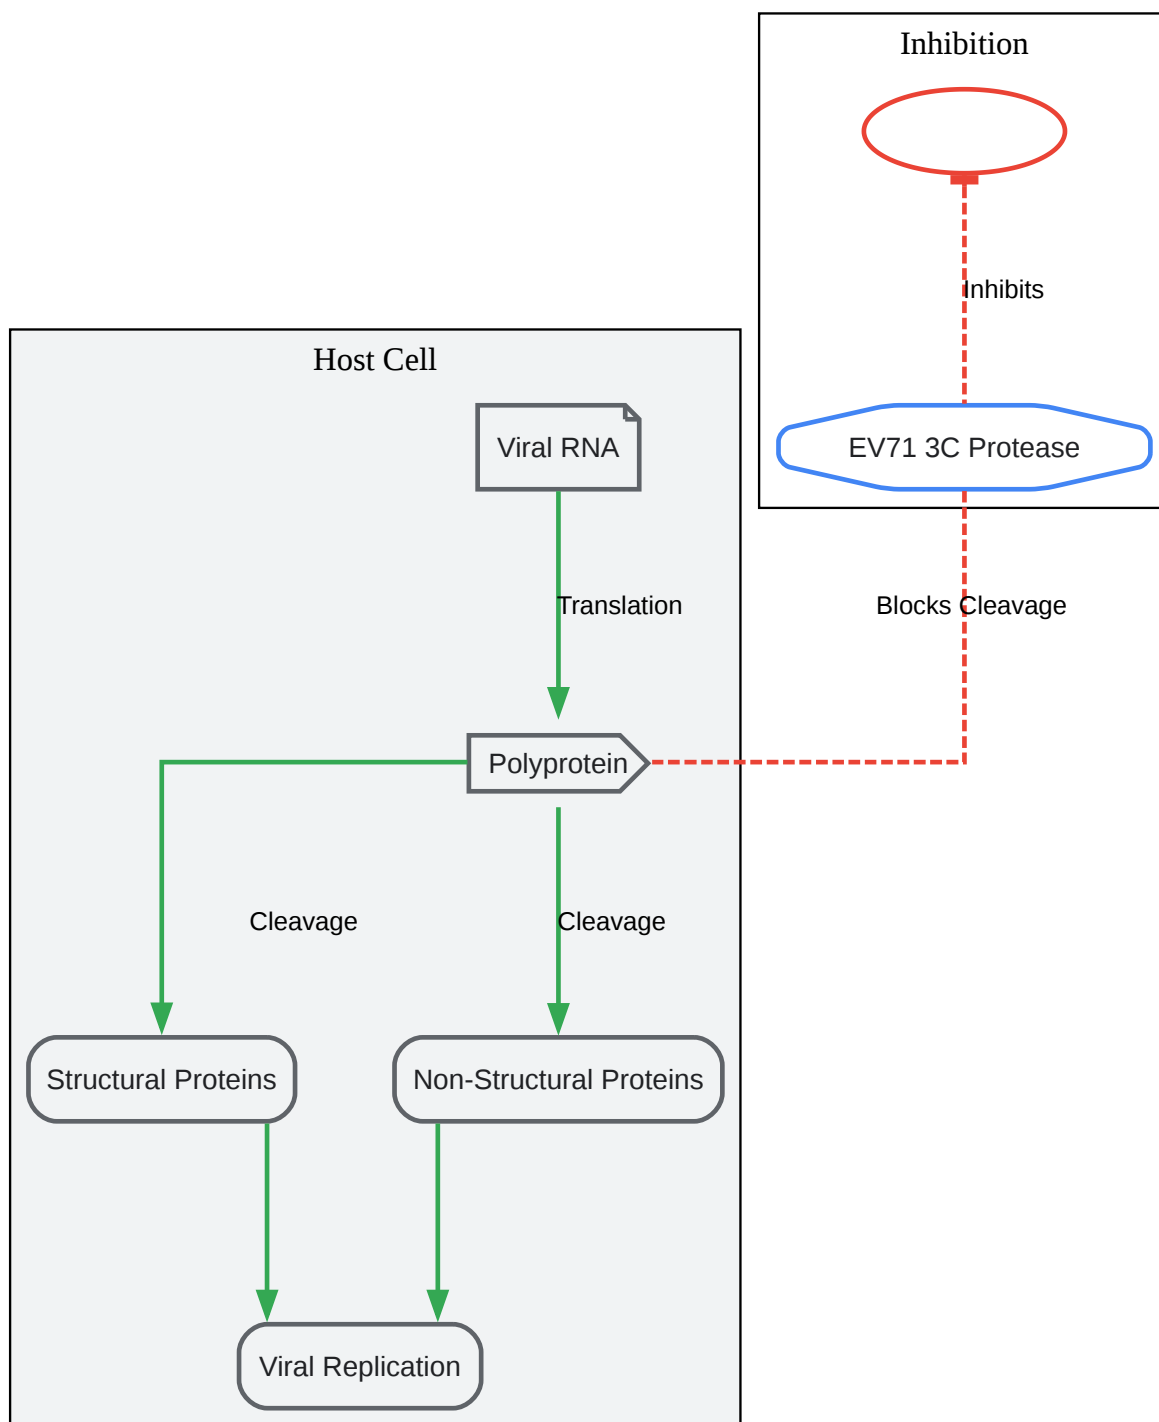 Inhibition
Inhibits
Host Cell
Viral RNA
EV71 3C Protease
Translation
Blocks Cleavage
Polyprotein
Cleavage
Cleavage
Structural Proteins
Non-Structural Proteins
Viral Replication